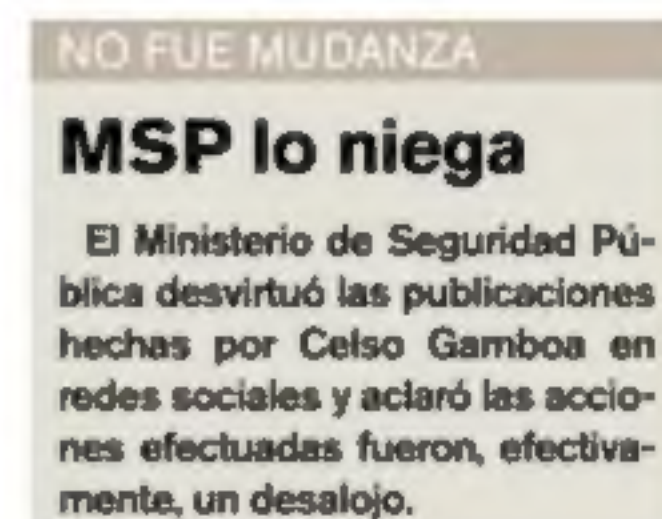 NO FUE MUDANZA
MSP lo niega
El Ministerio de Seguridad Pú-
blica desvirtuó las publicaciones
hechas por Celso Gamboa en
redes sociales y aclaró las accio-
nes efectuadas fueron, efectiva-
mente, un desalojo.